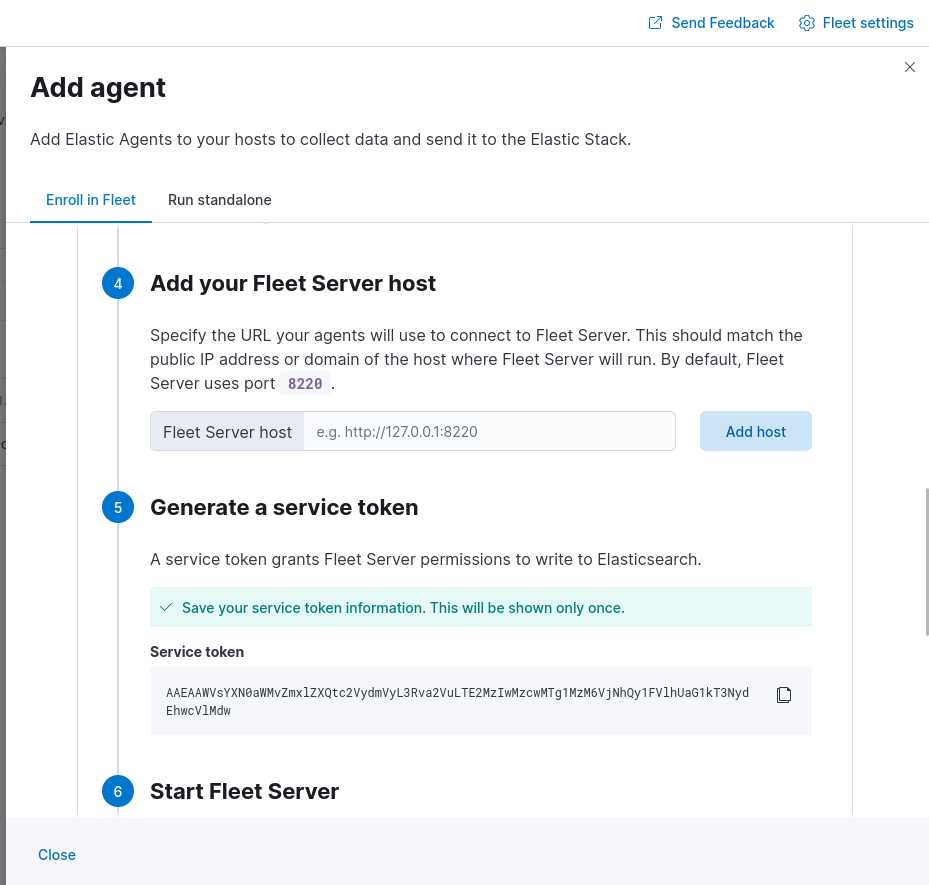 Send Feedback
Fleet settings
Add agent
Add Elastic Agents to your hosts to collect data and send it to the Elastic Stack.
Enroll in Fleet
Run standalone
4
Add your Fleet Server host
Specify the URL your agents will use to connect to Fleet Server. This should match the
public IP address or domain of the host where Fleet Server will run. By default, Fleet
Server uses port 8220 .
Fleet Server host
e.g. http://127.0.0.1:8220
Add host
5
Generate a service token
A service token grants Fleet Server permissions to write to Elasticsearch.
Save your service token information. This will be shown only once.
Service token
AAEAAWVsYXN0aWMvZmxlZXQtc2VydmVyL3Rva2VuLTE2MzIwMzcwMTg1MzM6VjNhQy1FVlhUaG1kT3Nyd
EhwcVlMdw
6
Start Fleet Server
Close